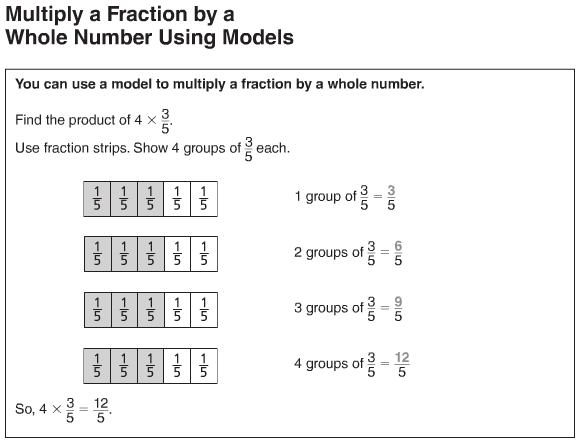 Multiply a Fraction by a
Whole Number Using Models
You can use a model to multiply a fraction by a whole number.
Find the product of 4 × 3/5.
Use fraction strips. Show 4 groups of 3/5 each.
1/5 1/5 1/5 1/5 1/5 1 group of 3/5 = 3/5
1/5 1/5 1/5 1/5 1/5 2 groups of 3/5 = 6/5
1/5 1/5 1/5 1/5 1/5 3 groups of 3/5 = 9/5
1/5 1/5 1/5 1/5 1/5 4 groups of 3/5 = 12/5
So, 4 × 3/5 = 12/5.